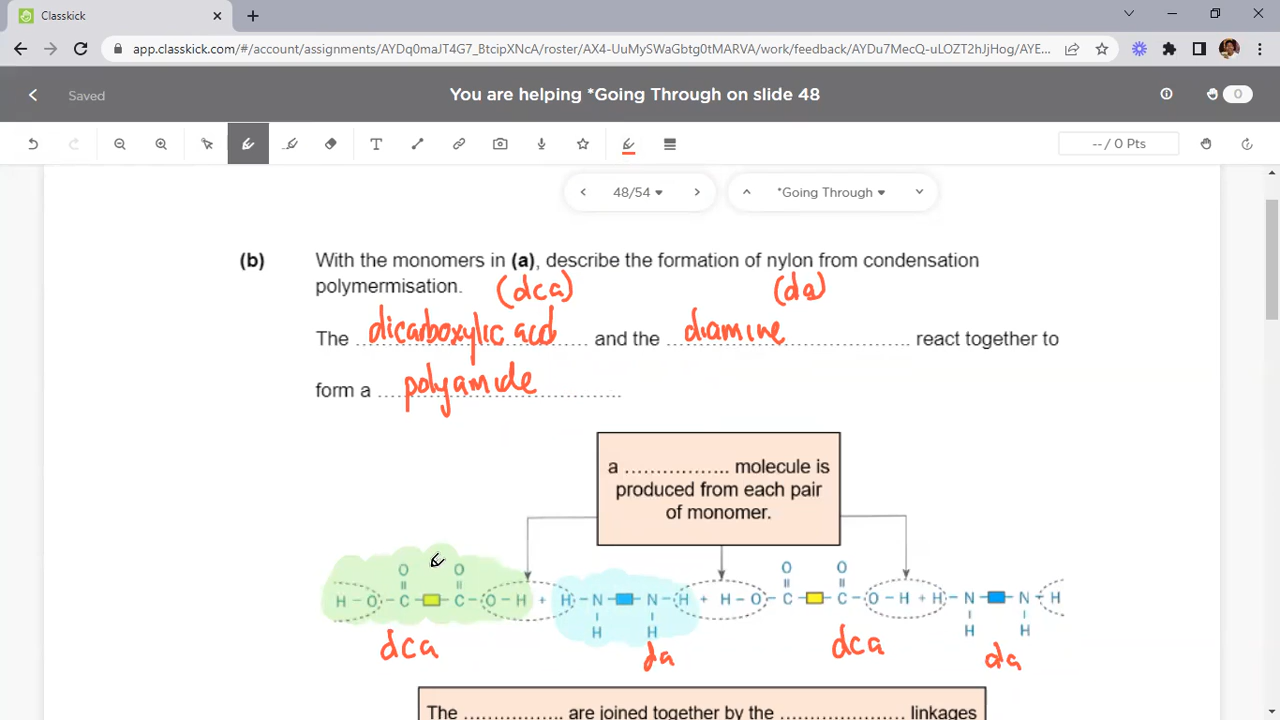 Classkick
app.classkick.com/#/account/assignments/AYDq0maJT4G7_BtcipXNXA/roster/AX4-UuMySWaGbtg0tMARVA/work/feedback/AYDu7MecQ-uLOZT2hJjHog/AYE...
Saved
You are helping *Going Through on slide 48
0
T
-- / 0 Pts
48/54
*Going Through
(b) With the monomers in (a), describe the formation of nylon from condensation
polymermisation. (dca) (da)
The dicarboxylic acid and the diamine react together to
form a polyamide
a .................. molecule is
produced from each pair
of monomer.
O O O O
H - O - C C - O - H + H - N N - H + H - O - C C - O - H + H - N N - H
H H H H
dca da dca da
The ................. are joined together by the ..................... linkages